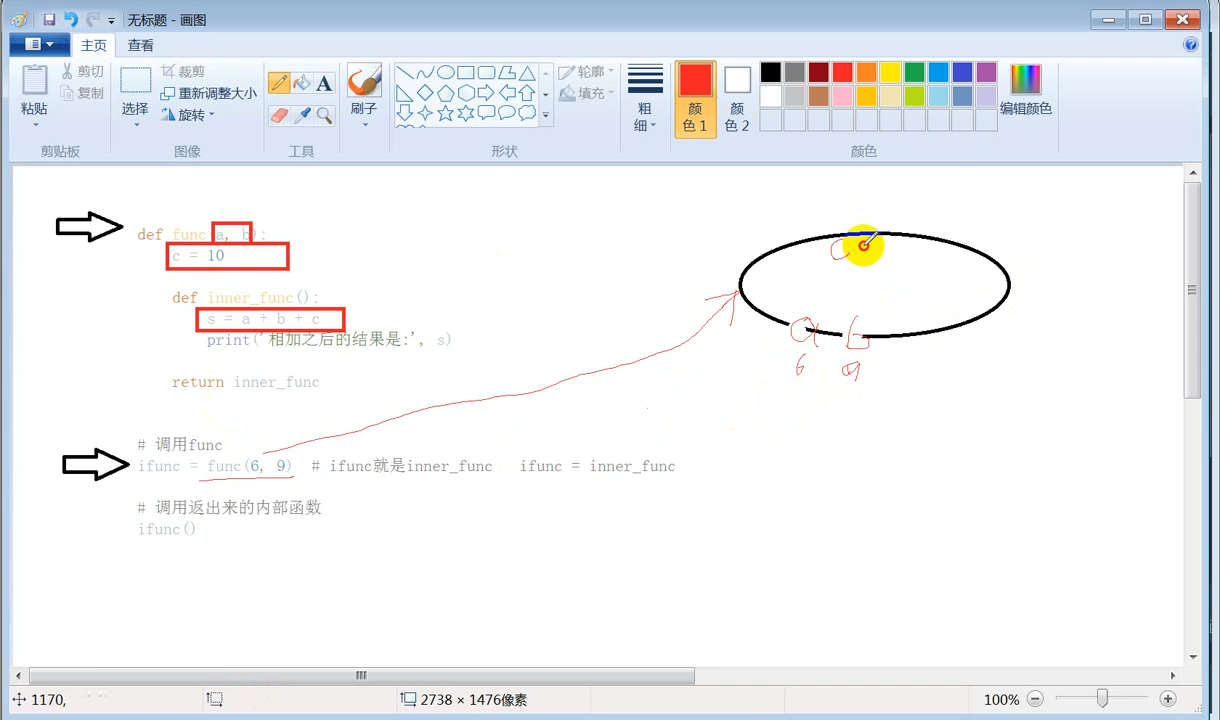 无标题 - 画图
主页 查看
粘贴 剪切 复制 剪贴板
选择 裁剪 重新调整大小 旋转 图像
A 工具
刷子
轮廓 填充 形状
粗细
颜色 1 颜色 2 编辑颜色 颜色
def func(a, b):
c = 10
def inner_func():
s = a + b + c
print('相加之后的结果是:', s)
return inner_func
# 调用func
ifunc = func(6, 9) # ifunc就是inner_func ifunc = inner_func
# 调用返出来的内部函数
ifunc()
c
a b
6 9
1170, 2738 × 1476像素 100%